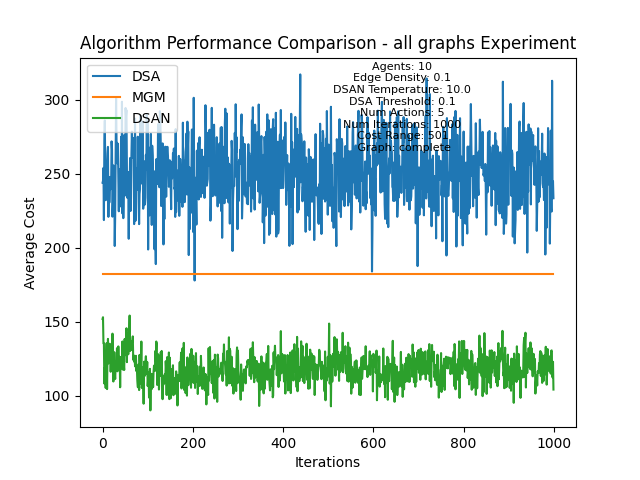 Algorithm Performance Comparison - all graphs Experiment
DSA
MGM
DSAN
Agents: 10
Edge Density: 0.1
DSAN Temperature: 10.0
DSA Threshold: 0.1
Num Actions: 5
Num Iterations: 1000
Cost Range: 501
Graph: complete
Average Cost
300
250
200
150
100
0 200 400 600 800 1000
Iterations